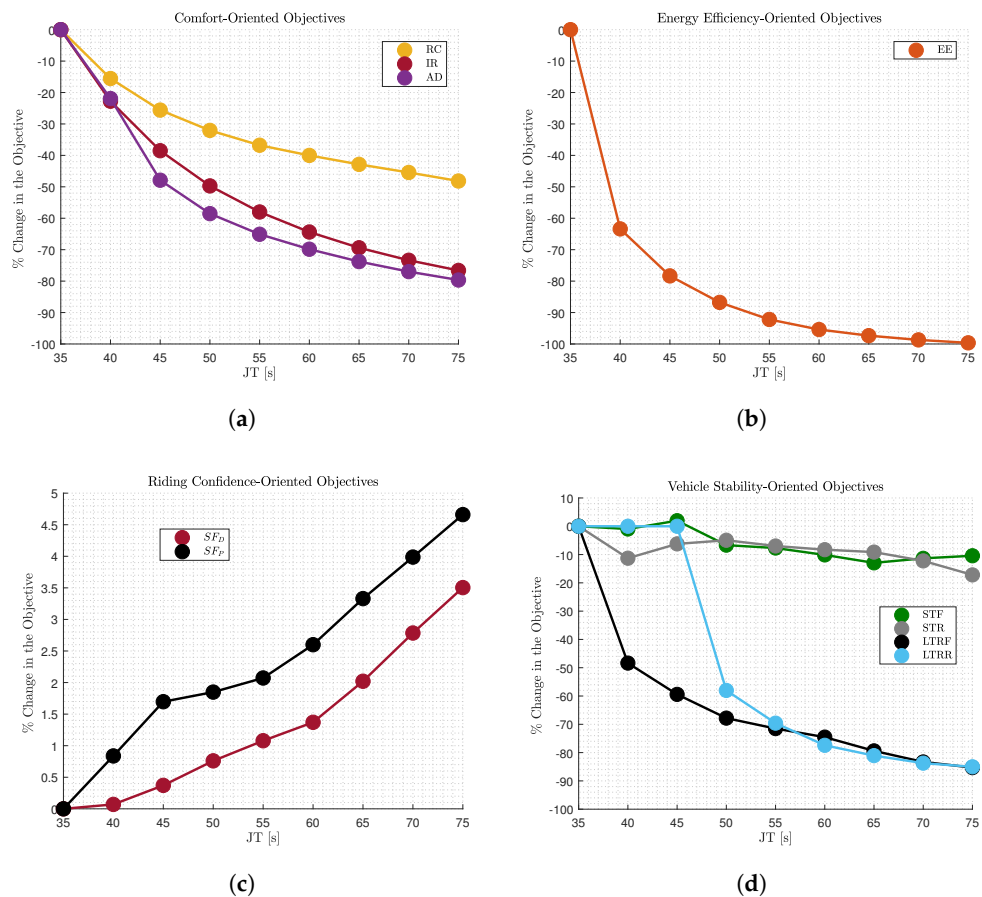 Comfort-Oriented Objectives
% Change in the Objective
0
-10
-20
-30
-40
-50
-60
-70
-80
-90
-100
RC
IR
AD
35 40 45 50 55 60 65 70 75
JT [s]
(a)
Energy Efficiency-Oriented Objectives
% Change in the Objective
0
-10
-20
-30
-40
-50
-60
-70
-80
-90
-100
EE
35 40 45 50 55 60 65 70 75
JT [s]
(b)
Riding Confidence-Oriented Objectives
% Change in the Objective
5
4.5
4
3.5
3
2.5
2
1.5
1
0.5
0
SF_D
SF_P
35 40 45 50 55 60 65 70 75
JT [s]
(c)
Vehicle Stability-Oriented Objectives
% Change in the Objective
10
0
-10
-20
-30
-40
-50
-60
-70
-80
-90
-100
STF
STR
LTRF
LTRR
35 40 45 50 55 60 65 70 75
JT [s]
(d)